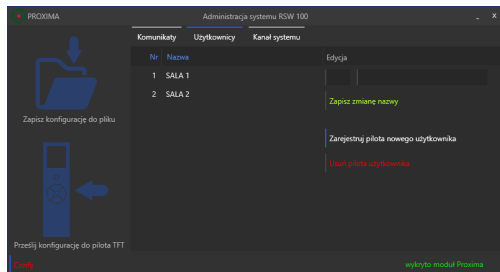 PROXIMA
Administracja systemu RSW 100
Komunikaty Użytkownicy Kanał systemu
Nr Nazwa
Edycja
1 SALA 1
2 SALA 2
Zapisz zmianę nazwy
Zapisz konfigurację do pliku
Zarejestruj pilota nowego użytkownika
Usuń pilota użytkownika
Prześlij konfigurację do pilota TFT
wykryto moduł Proxima